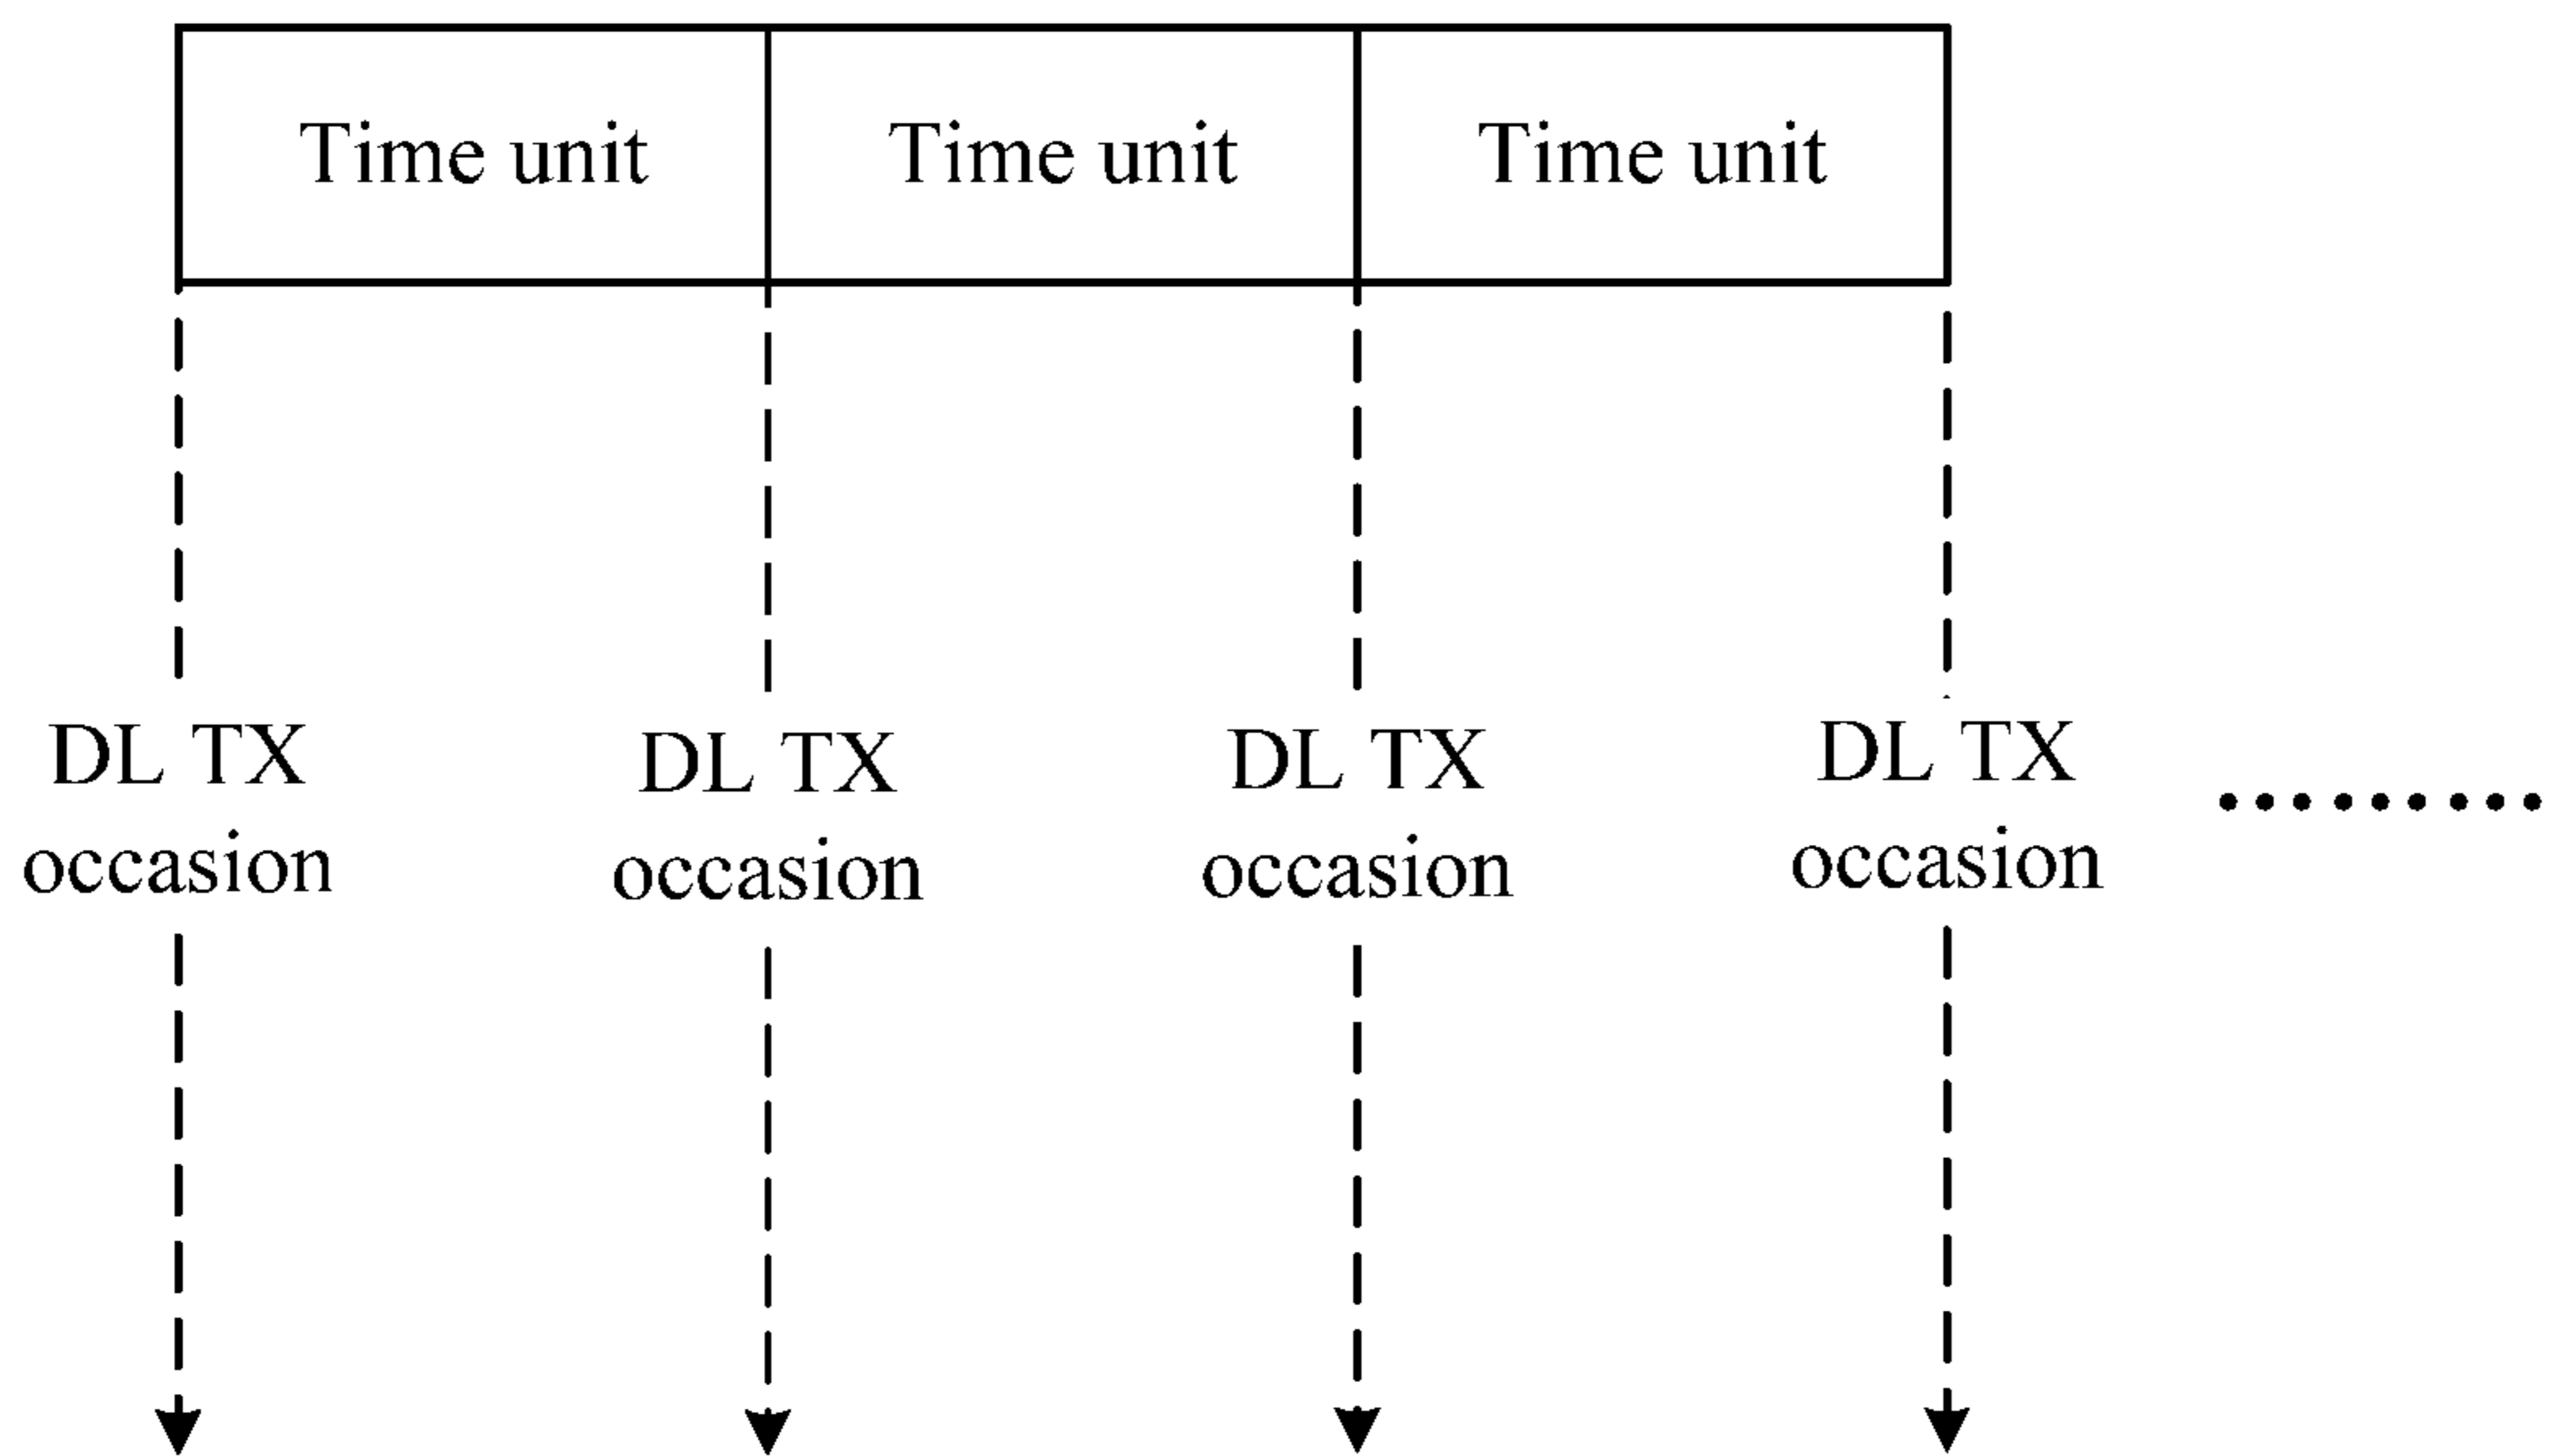 Time unit Time unit Time unit
DL TX DL TX DL TX DL TX
occasion occasion occasion occasion